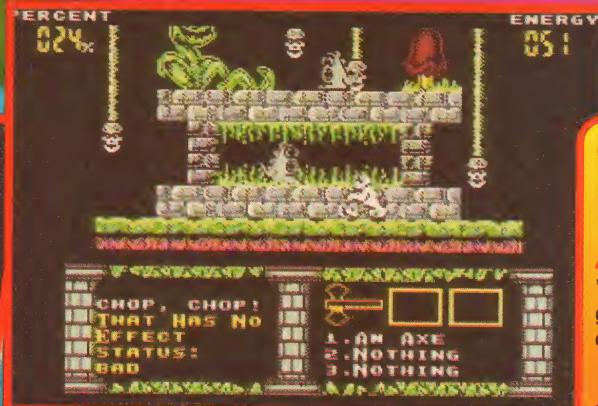 PERCENT
ENERGY
024%
051
CHOP, CHOP!
THAT HAS NO
EFFECT
STATUS:
BAD
1.AN AXE
2.NOTHING
3.NOTHING